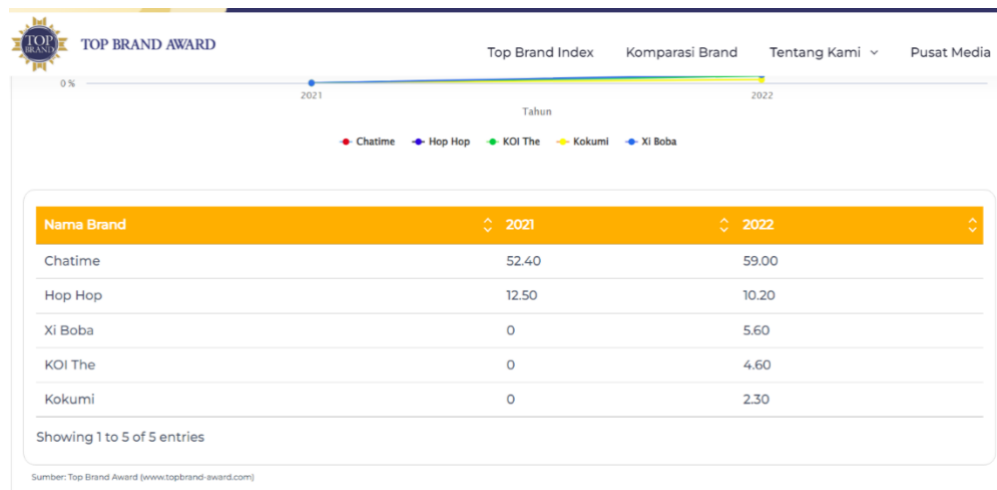 TOP BRAND
TOP BRAND AWARD
Top Brand Index Komparasi Brand Tentang Kami Pusat Media
0 %
2021 2022
Tahun
Chatime Hop Hop KOI The Kokumi Xi Boba
Nama Brand 2021 2022
Chatime 52.40 59.00
Hop Hop 12.50 10.20
Xi Boba 0 5.60
KOI The 0 4.60
Kokumi 0 2.30
Showing 1 to 5 of 5 entries
Sumber: Top Brand Award (www.topbrand-award.com)